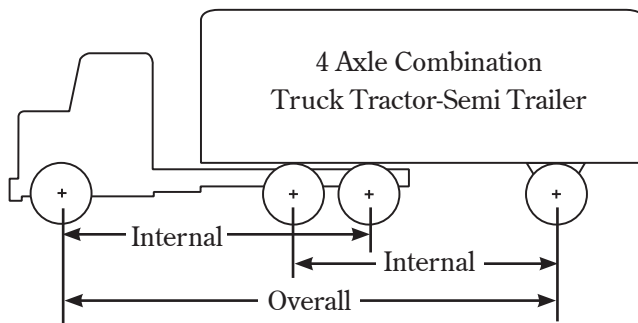 4 Axle Combination
Truck Tractor-Semi Trailer
Internal
Internal
Overall